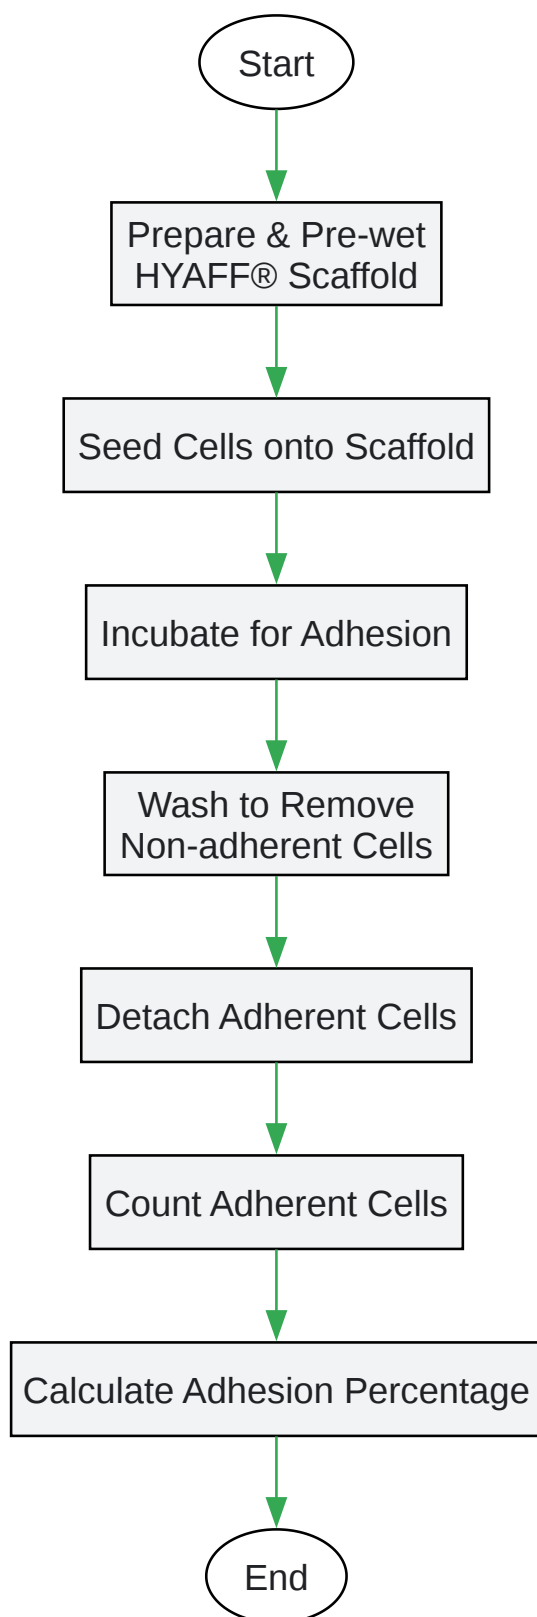 Start
Prepare & Pre-wet
HYAFF® Scaffold
Seed Cells onto Scaffold
Incubate for Adhesion
Wash to Remove
Non-adherent Cells
Detach Adherent Cells
Count Adherent Cells
Calculate Adhesion Percentage
End